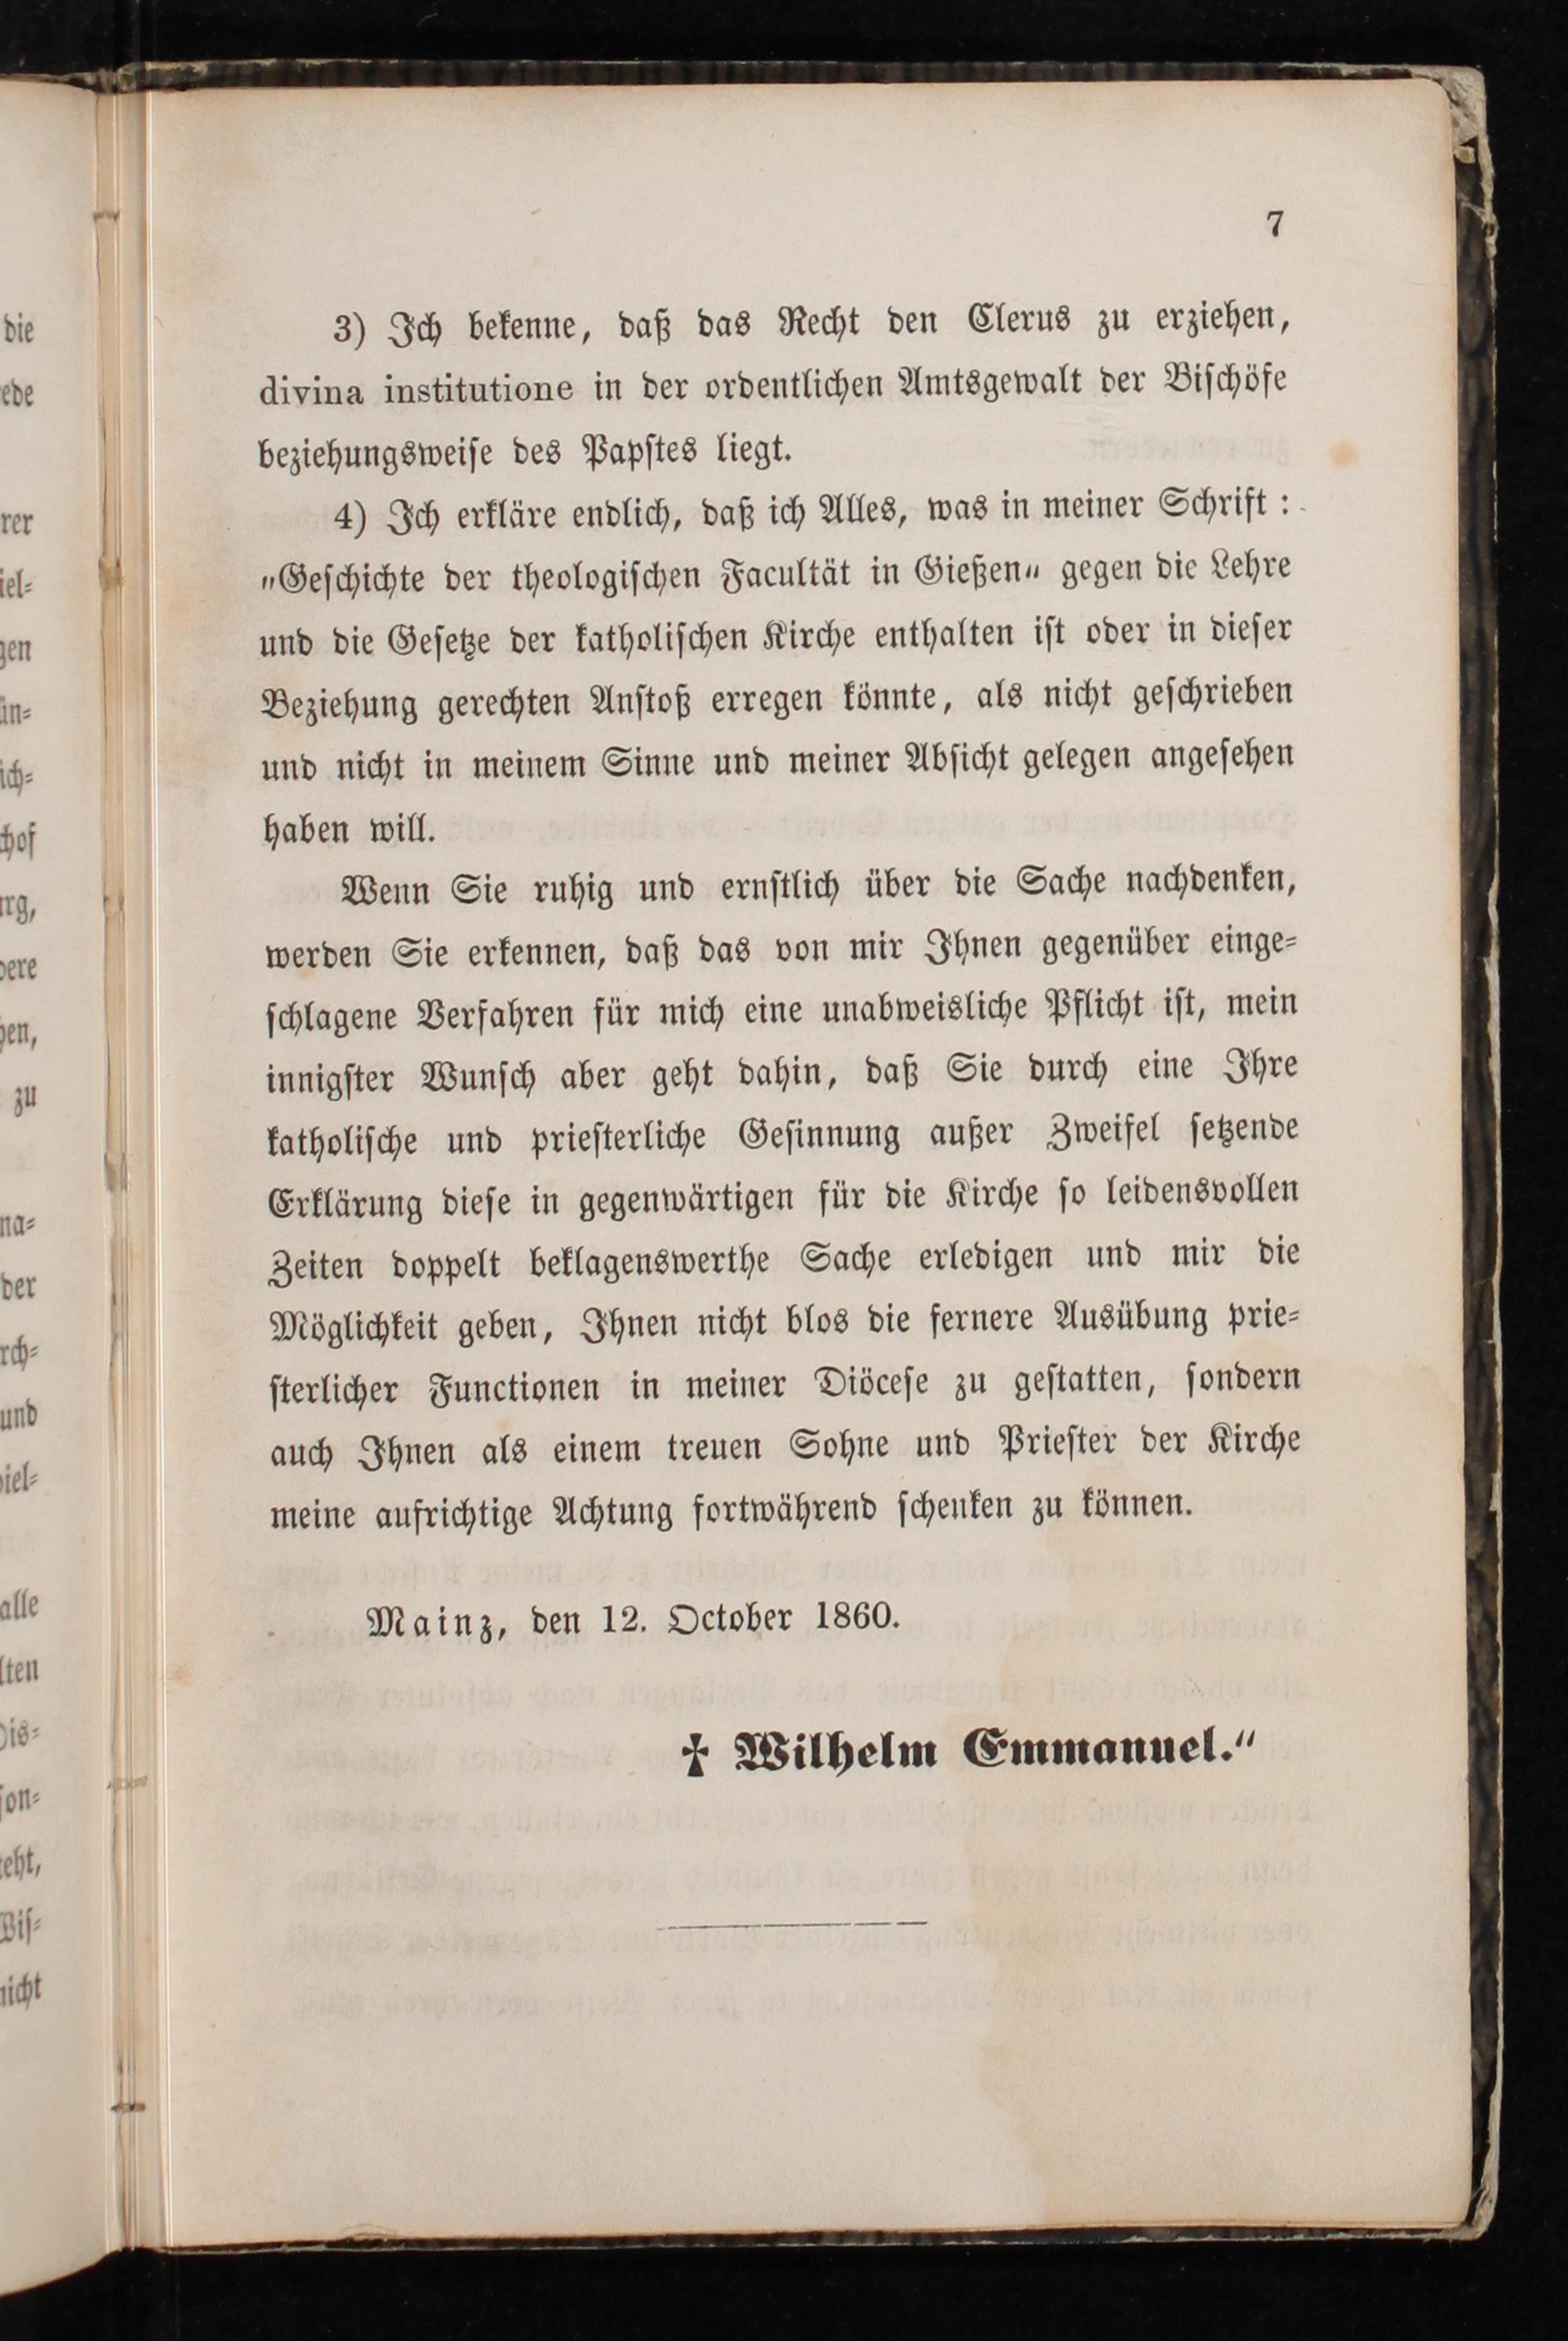 7
3) Ich bekenne, daß das Recht den Clerus zu erziehen,
divina institutione in der ordentlichen Amtsgewalt der Bischöfe
beziehungsweise des Papstes liegt.
4) Ich erkläre endlich, daß ich Alles, was in meiner Schrift :
„Geschichte der theologischen Facultät in Gießen„ gegen die Lehre
und die Gesetze der katholischen Kirche enthalten ist oder in dieser
Beziehung gerechten Anstoß erregen könnte, als nicht geschrieben
und nicht in meinem Sinne und meiner Absicht gelegen angesehen
haben will.
Wenn Sie ruhig und ernstlich über die Sache nachdenken,
werden Sie erkennen, daß das von mir Ihnen gegenüber einge-
schlagene Verfahren für mich eine unabweisliche Pflicht ist, mein
innigster Wunsch aber geht dahin, daß Sie durch eine Ihre
katholische und priesterliche Gesinnung außer Zweifel setzende
Erklärung diese in gegenwärtigen für die Kirche so leidensvollen
Zeiten doppelt beklagenswerthe Sache erledigen und mir die
Möglichkeit geben, Ihnen nicht blos die fernere Ausübung prie-
sterlicher Functionen in meiner Diöcese zu gestatten, sondern
auch Ihnen als einem treuen Sohne und Priester der Kirche
meine aufrichtige Achtung fortwährend schenken zu können.
Mainz, den 12. October 1860.
✝ Wilhelm Emmanuel.“